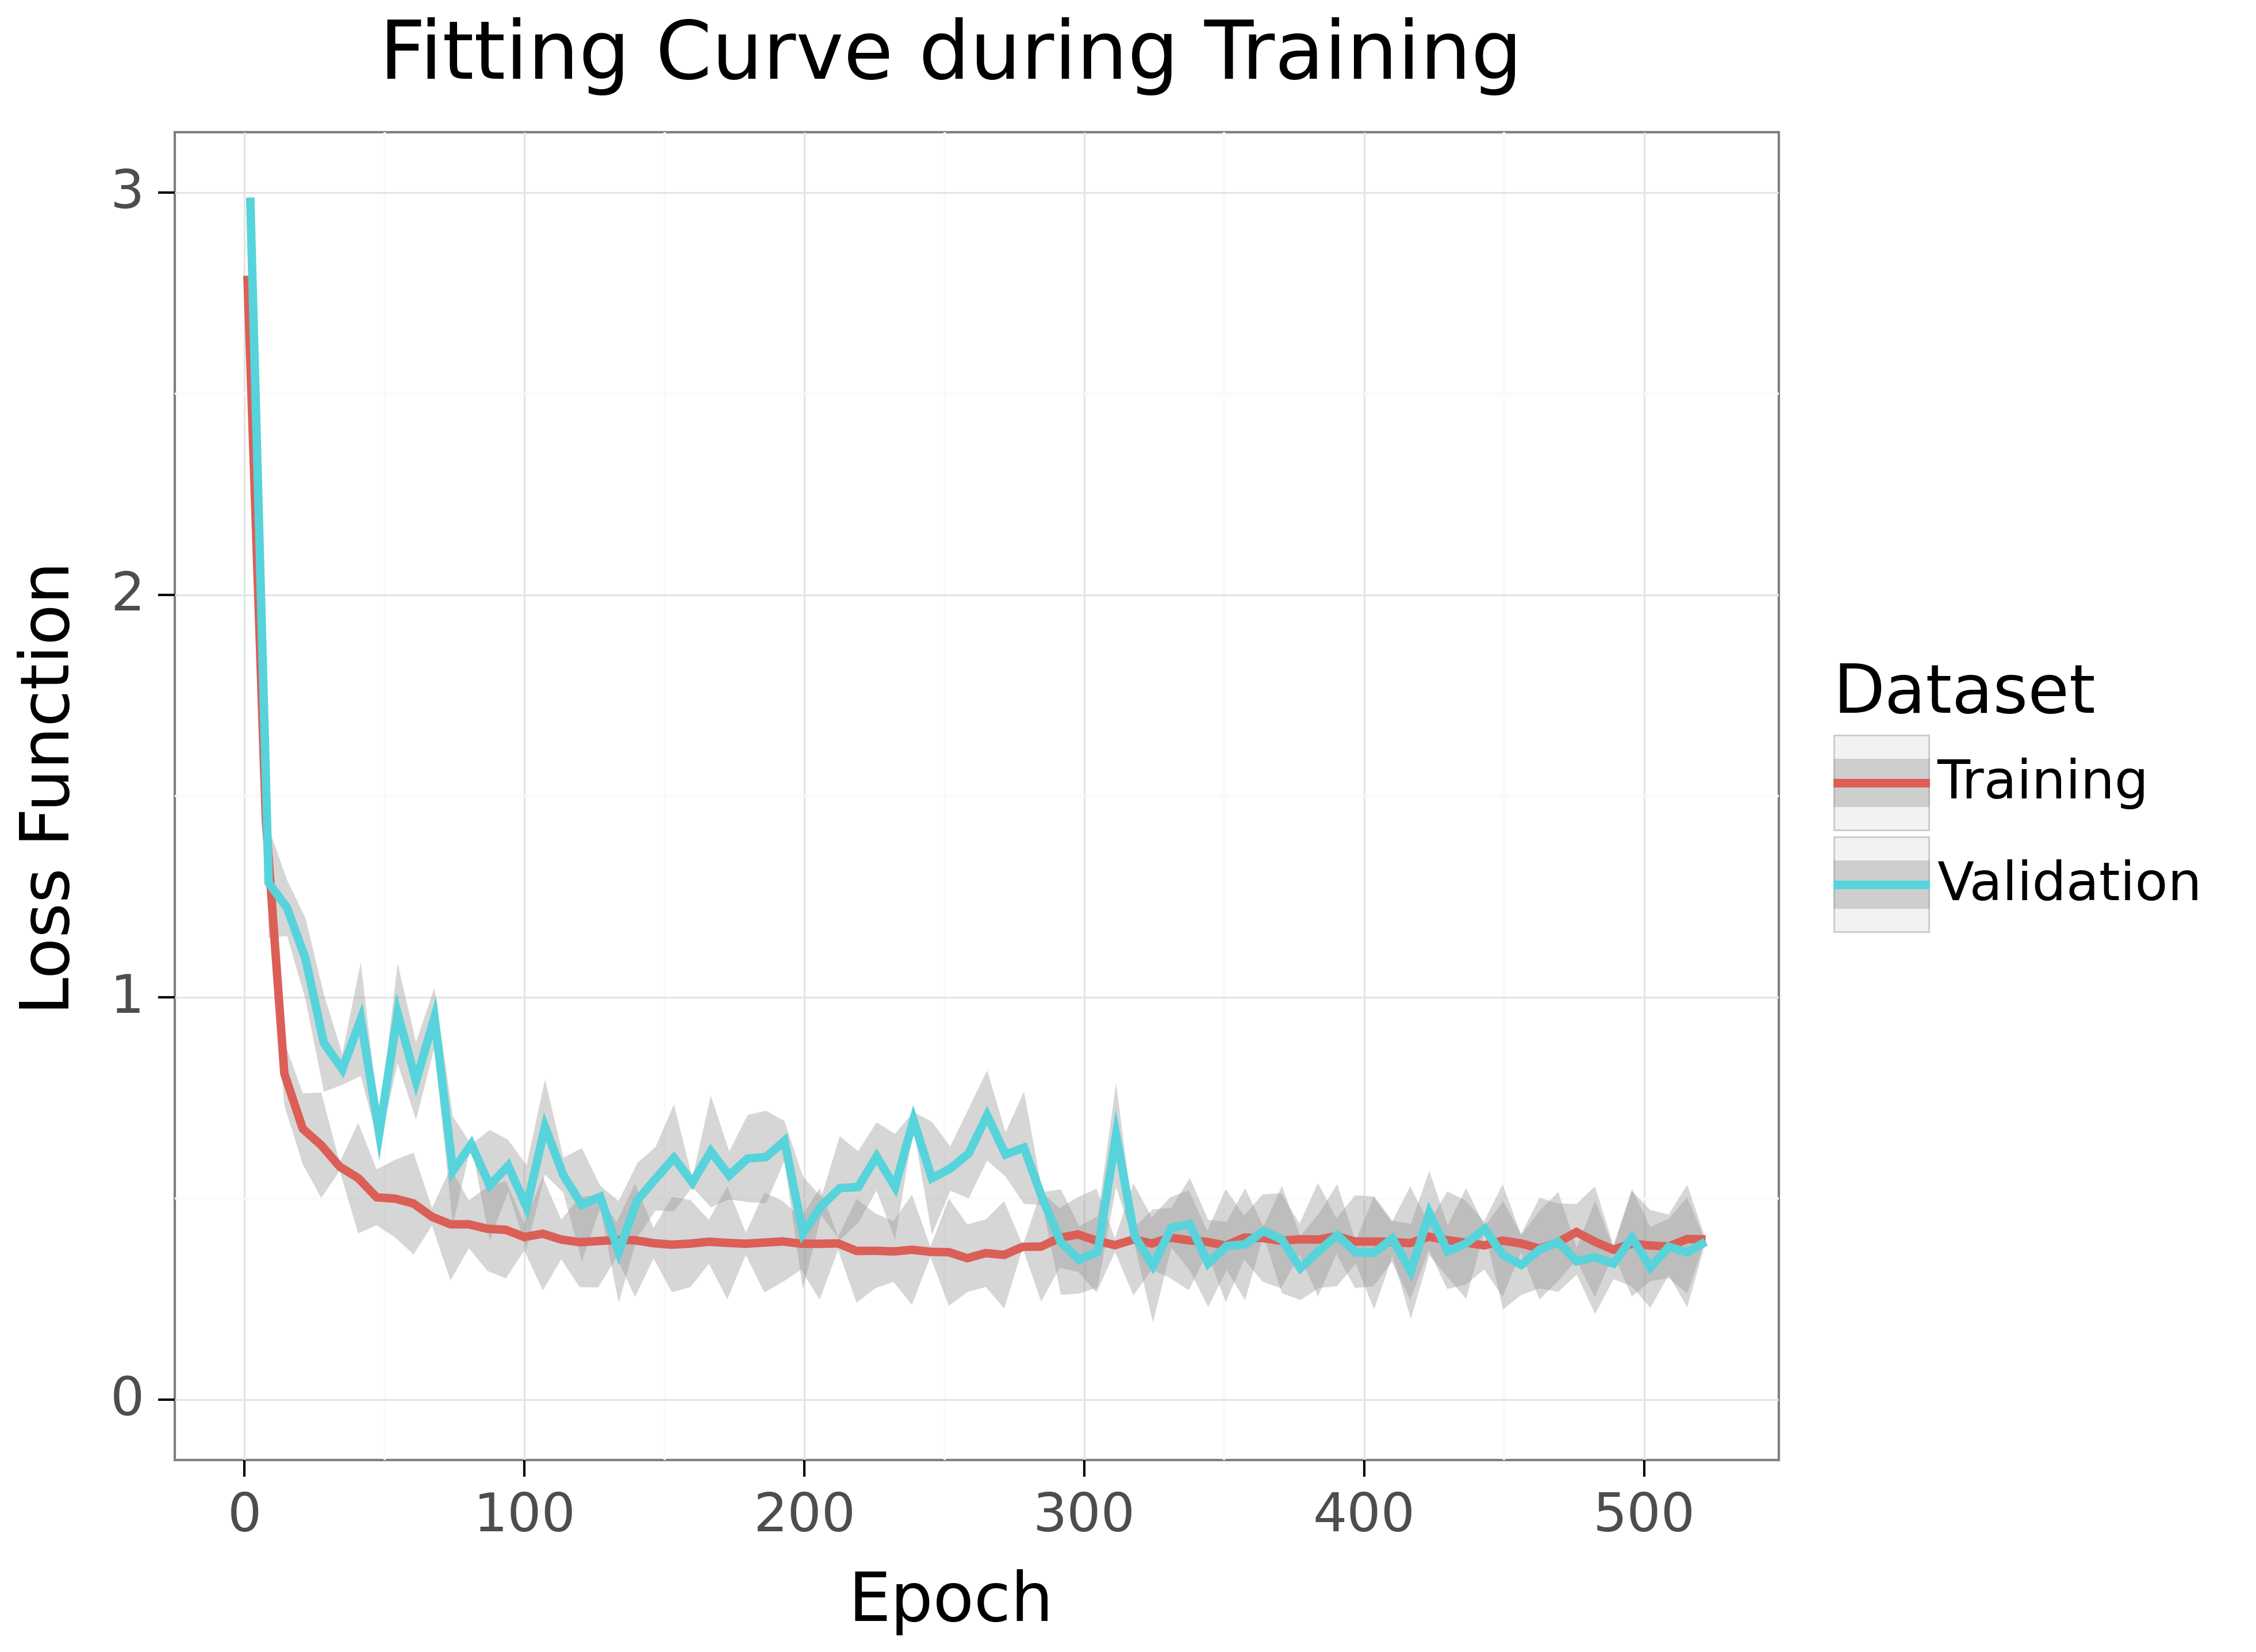 Fitting Curve during Training
Loss Function
3
2
1
0
0 100 200 300 400 500
Epoch
Dataset
Training
Validation